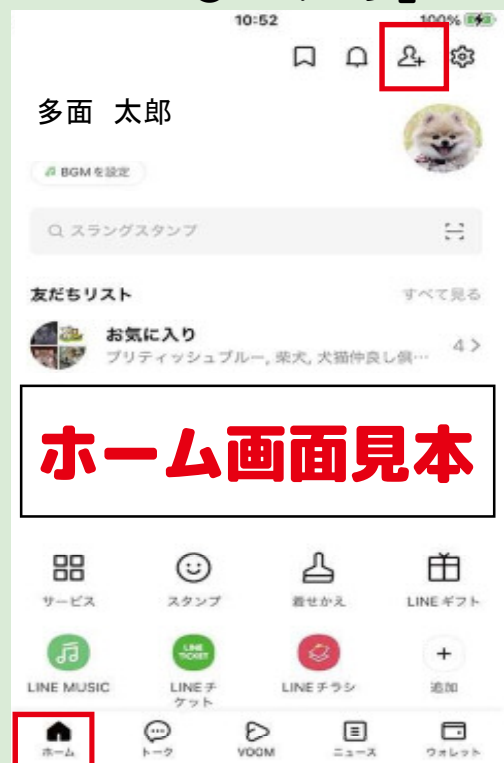 10:52
100%
多面 太郎
BGMを設定
スラングスタンプ
友だちリスト
すべて見る
お気に入り
ブリティッシュブルー, 柴犬, 犬猫仲良し倶…
4 >
ホーム画面見本
サービス
スタンプ
着せかえ
LINEギフト
LINE TICKET
LINE MUSIC
LINEチ
ケット
LINEチラシ
追加
ホーム
トーク
VOOM
ニュース
ウォレット